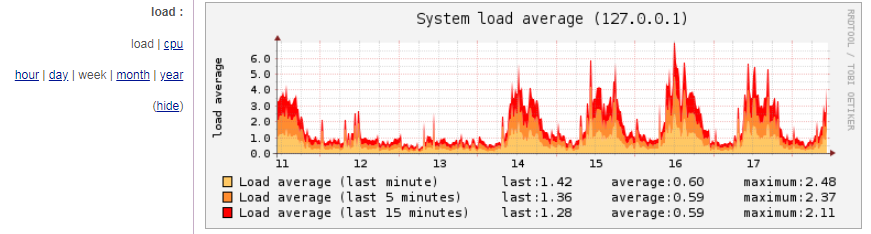 load :
load | cpu
hour | day | week | month | year
(hide)
System load average (127.0.0.1)
RRDTOOL / TOBI OETIKER
load average
6.0
5.0
4.0
3.0
2.0
1.0
0.0
11 12 13 14 15 16 17
Load average (last minute) last:1.42 average:0.60 maximum:2.48
Load average (last 5 minutes) last:1.36 average:0.59 maximum:2.37
Load average (last 15 minutes) last:1.28 average:0.59 maximum:2.11